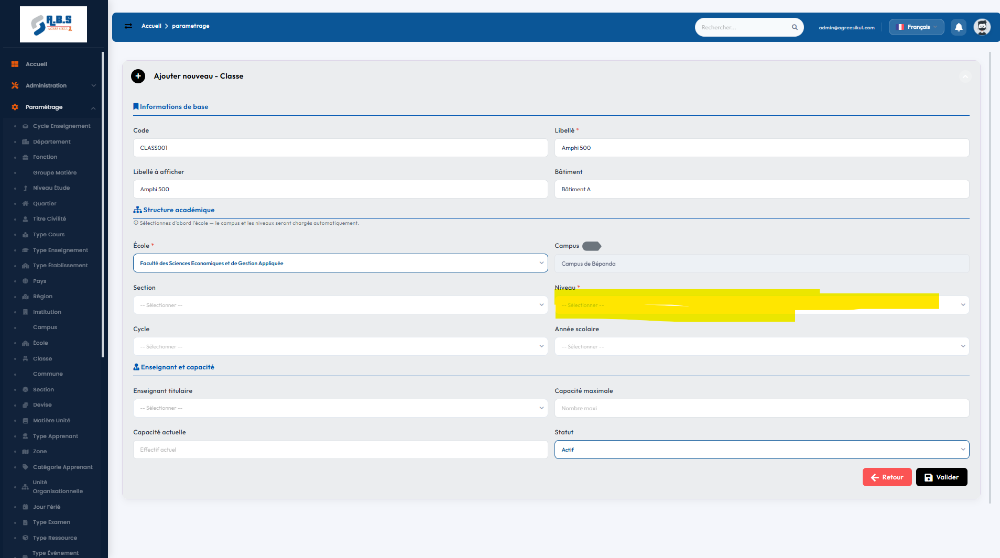 A.B.S
AGREE SIKUL
Accueil
Administration
Paramétrage
Cycle Enseignement
Département
Fonction
Groupe Matière
Niveau Étude
Quartier
Titre Civilité
Type Cours
Type Enseignement
Type Établissement
Pays
Région
Institution
Campus
École
Classe
Commune
Section
Devise
Matière Unité
Type Apprenant
Zone
Catégorie Apprenant
Unité
Organisationnelle
Jour Férié
Type Examen
Type Ressource
Type Événement
Accueil > parametrage
Rechercher...
admin@agreesikul.com
Français
Ajouter nouveau - Classe
Informations de base
Code
Libellé *
CLASS001
Amphi 500
Libellé à afficher
Bâtiment
Amphi 500
Bâtiment A
Structure académique
Sélectionnez d'abord l'école — le campus et les niveaux seront chargés automatiquement.
École *
Campus
Faculté des Sciences Economiques et de Gestion Appliquée
Campus de Bépanda
Section
Niveau *
-- Sélectionner --
-- Sélectionner --
Cycle
Année scolaire
-- Sélectionner --
-- Sélectionner --
Enseignant et capacité
Enseignant titulaire
Capacité maximale
-- Sélectionner --
Nombre maxi
Capacité actuelle
Statut
Effectif actuel
Actif
Retour
Valider